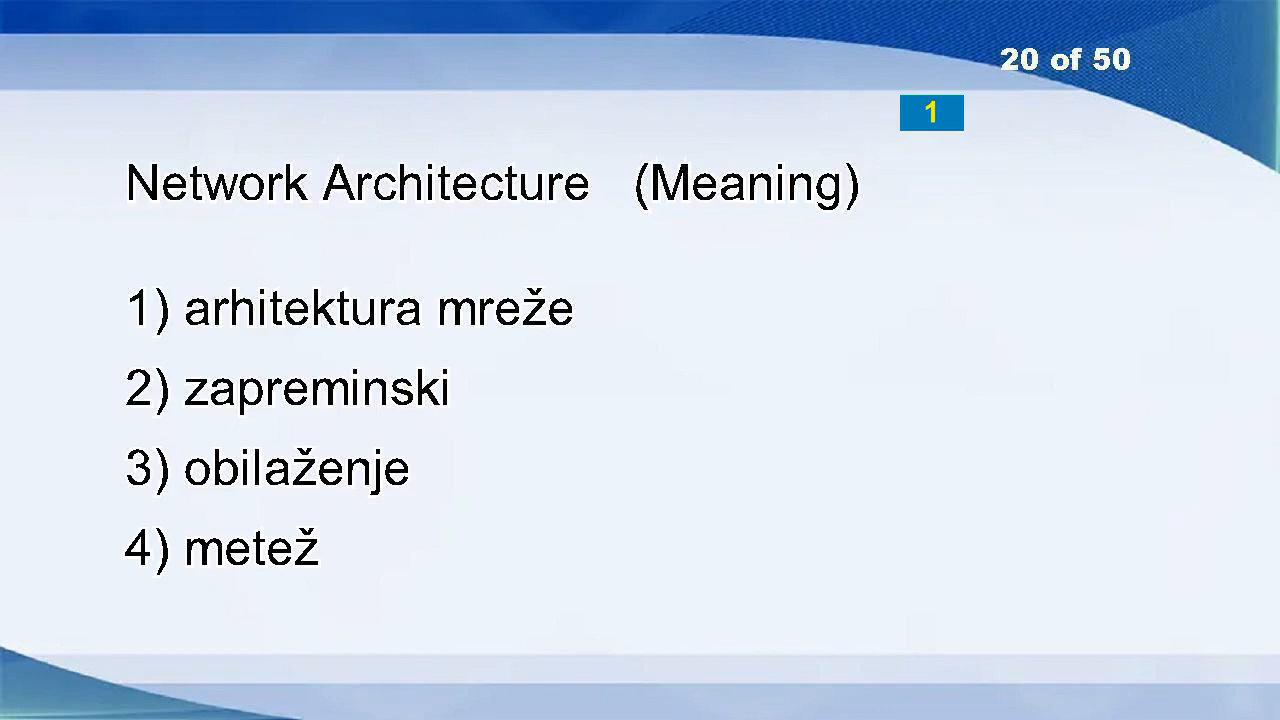 20 of 50
1
Network Architecture (Meaning)
1) arhitektura mreže
2) zapreminski
3) obilaženje
4) metež